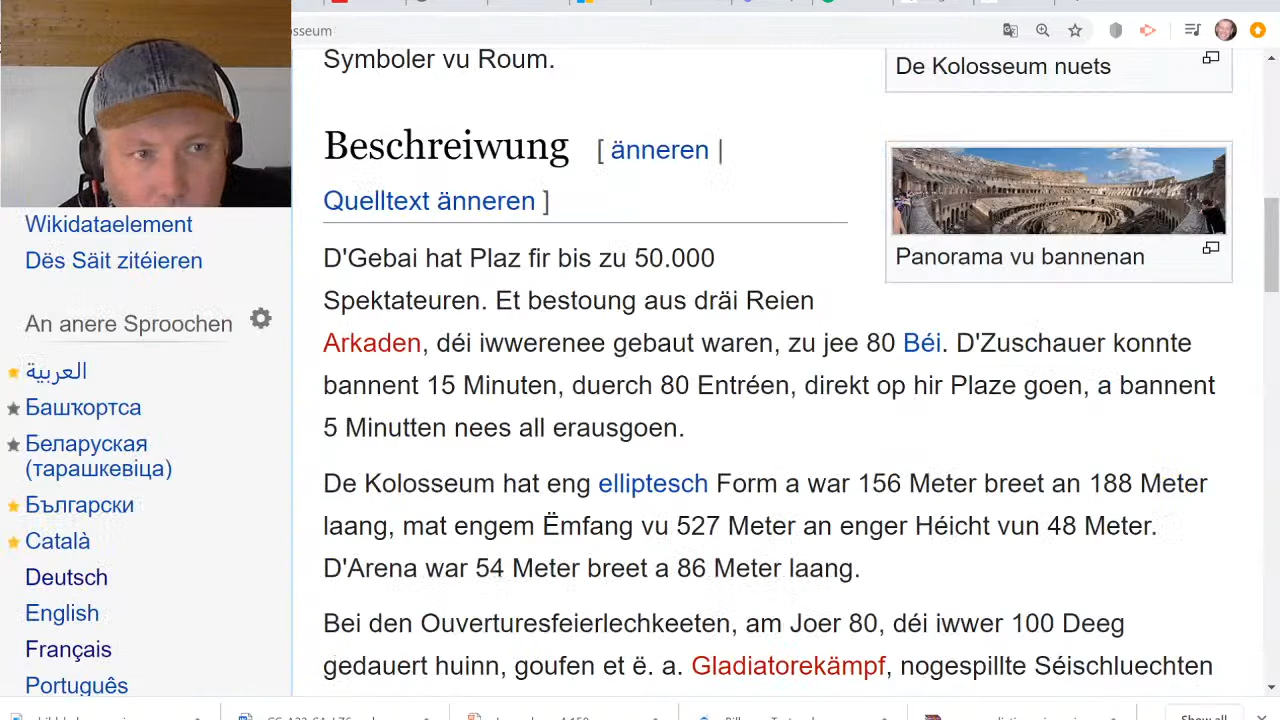 sseum
Symboler vu Roum.
De Kolosseum nuets
Beschreiwung [ änneren |
Quelltext änneren ]
Panorama vu bannenan
Wikidataelement
Dës Säit zitéieren
An anere Sproochen
العربية
Башҡортса
Беларуская
(тарашкевіца)
Български
Català
Deutsch
English
Français
Português
D'Gebai hat Plaz fir bis zu 50.000
Spektateuren. Et bestoung aus dräi Reien
Arkaden, déi iwwerenee gebaut waren, zu jee 80 Béi. D'Zuschauer konnte
bannent 15 Minuten, duerch 80 Entréen, direkt op hir Plaze goen, a bannent
5 Minutten nees all erausgoen.
De Kolosseum hat eng elliptesch Form a war 156 Meter breet an 188 Meter
laang, mat engem Ëmfang vu 527 Meter an enger Héicht vun 48 Meter.
D'Arena war 54 Meter breet a 86 Meter laang.
Bei den Ouverturesfeierlechkeeten, am Joer 80, déi iwwer 100 Deeg
gedauert huinn, goufen et ë. a. Gladiatorekämpf, nogespillte Séischluechten
Show all